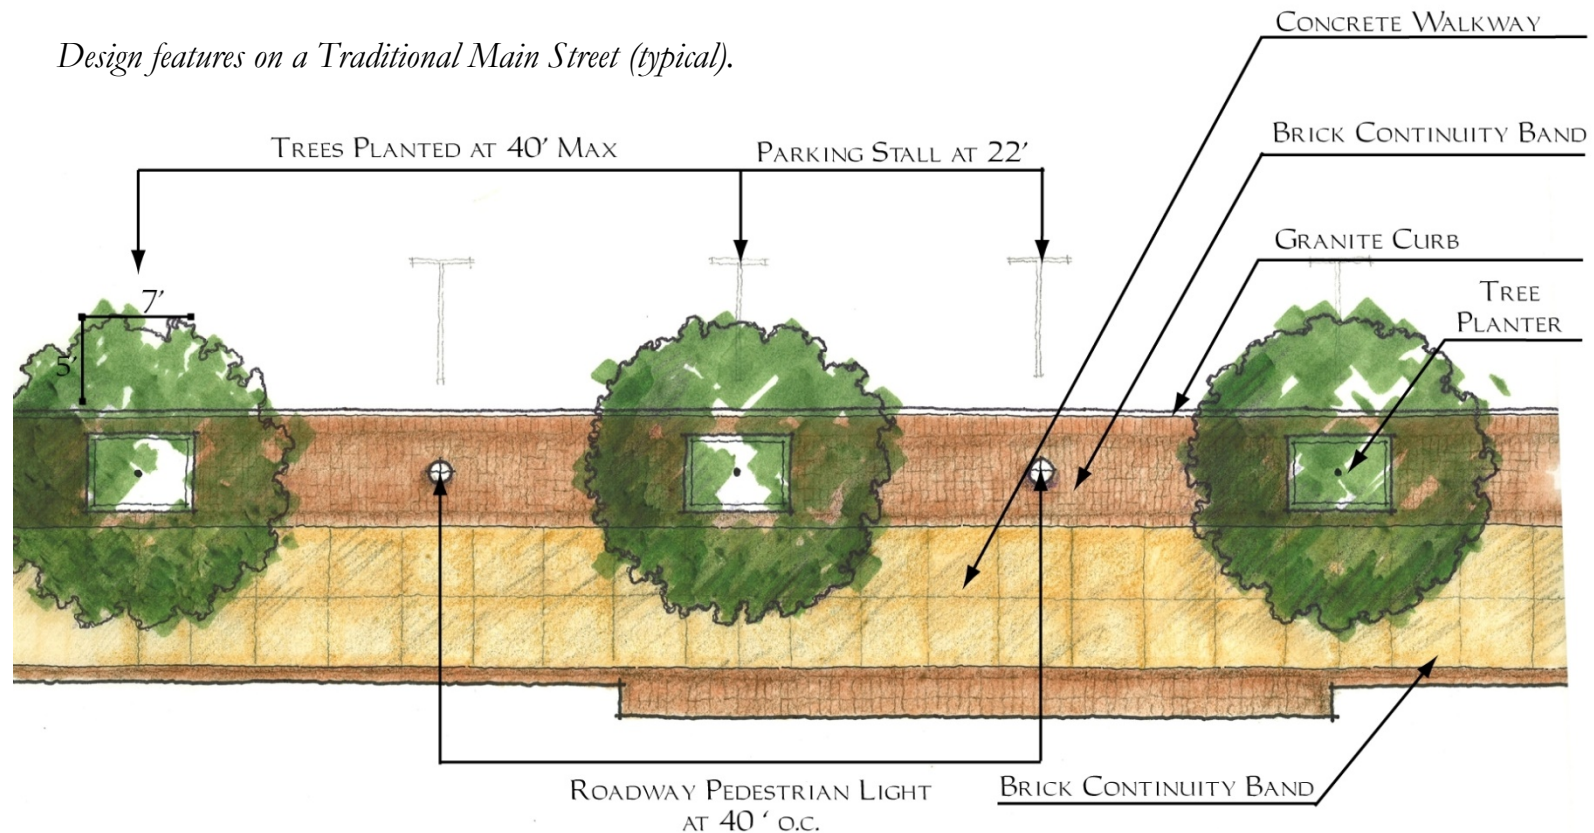 Design features on a Traditional Main Street (typical).
CONCRETE WALKWAY
BRICK CONTINUITY BAND
TREES PLANTED AT 40' MAX
PARKING STALL AT 22'
GRANITE CURB
TREE
PLANTER
7'
5'
ROADWAY PEDESTRIAN LIGHT
AT 40 ' O.C.
BRICK CONTINUITY BAND